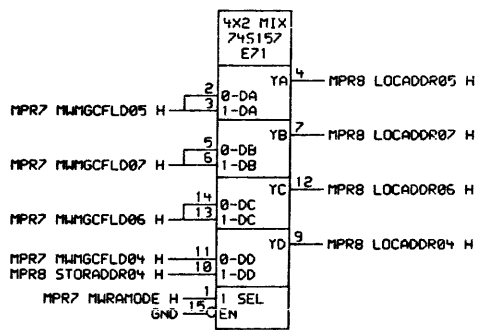 4X2 MIX
74S157
E71
YA 4 MPR8 LOCADDR05 H
2 0-DA
MPR7 MWMGCFLD05 H 3 1-DA
YB 7 MPR8 LOCADDR07 H
5 0-DB
MPR7 MWMGCFLD07 H 6 1-DB
YC 12 MPR8 LOCADDR06 H
14 0-DC
MPR7 MWMGCFLD06 H 13 1-DC
YD 9 MPR8 LOCADDR04 H
MPR7 MWMGCFLD04 H 11 0-DD
MPR8 STORADDR04 H 10 1-DD
MPR7 MWRAMODE H 1 1 SEL
GND 15 EN